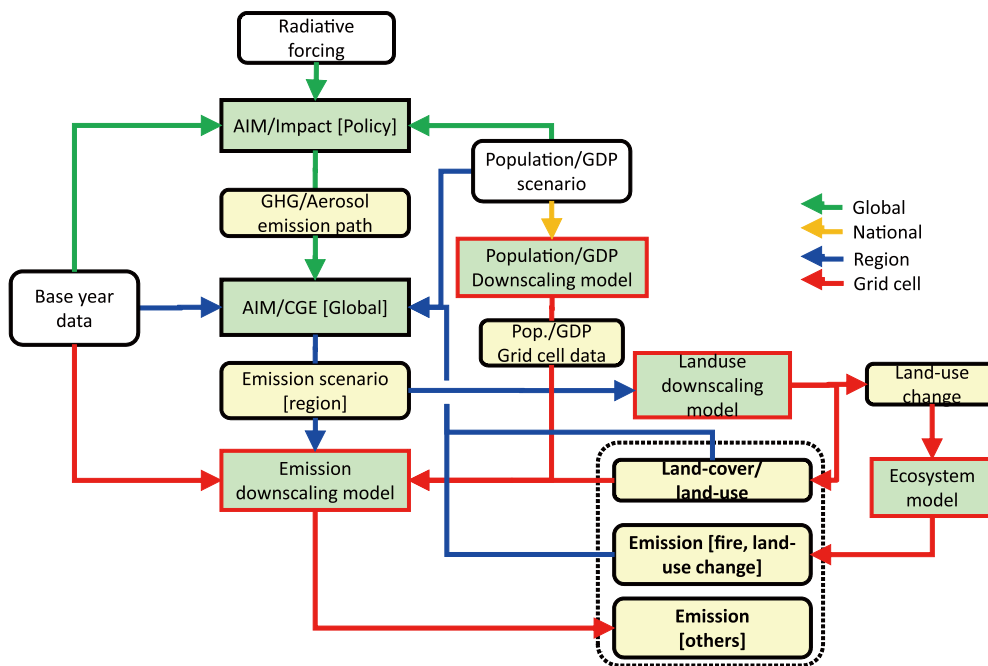 Radiative
forcing
AIM/Impact [Policy]
Population/GDP
scenario
GHG/Aerosol
emission path
Global
National
Region
Grid cell
Population/GDP
Downscaling model
Base year
data
AIM/CGE [Global]
Pop./GDP
Grid cell data
Emission scenario
[region]
Landuse
downscaling
model
Land-use
change
Emission
downscaling model
Land-cover/
land-use
Ecosystem
model
Emission [fire, land-
use change]
Emission
[others]